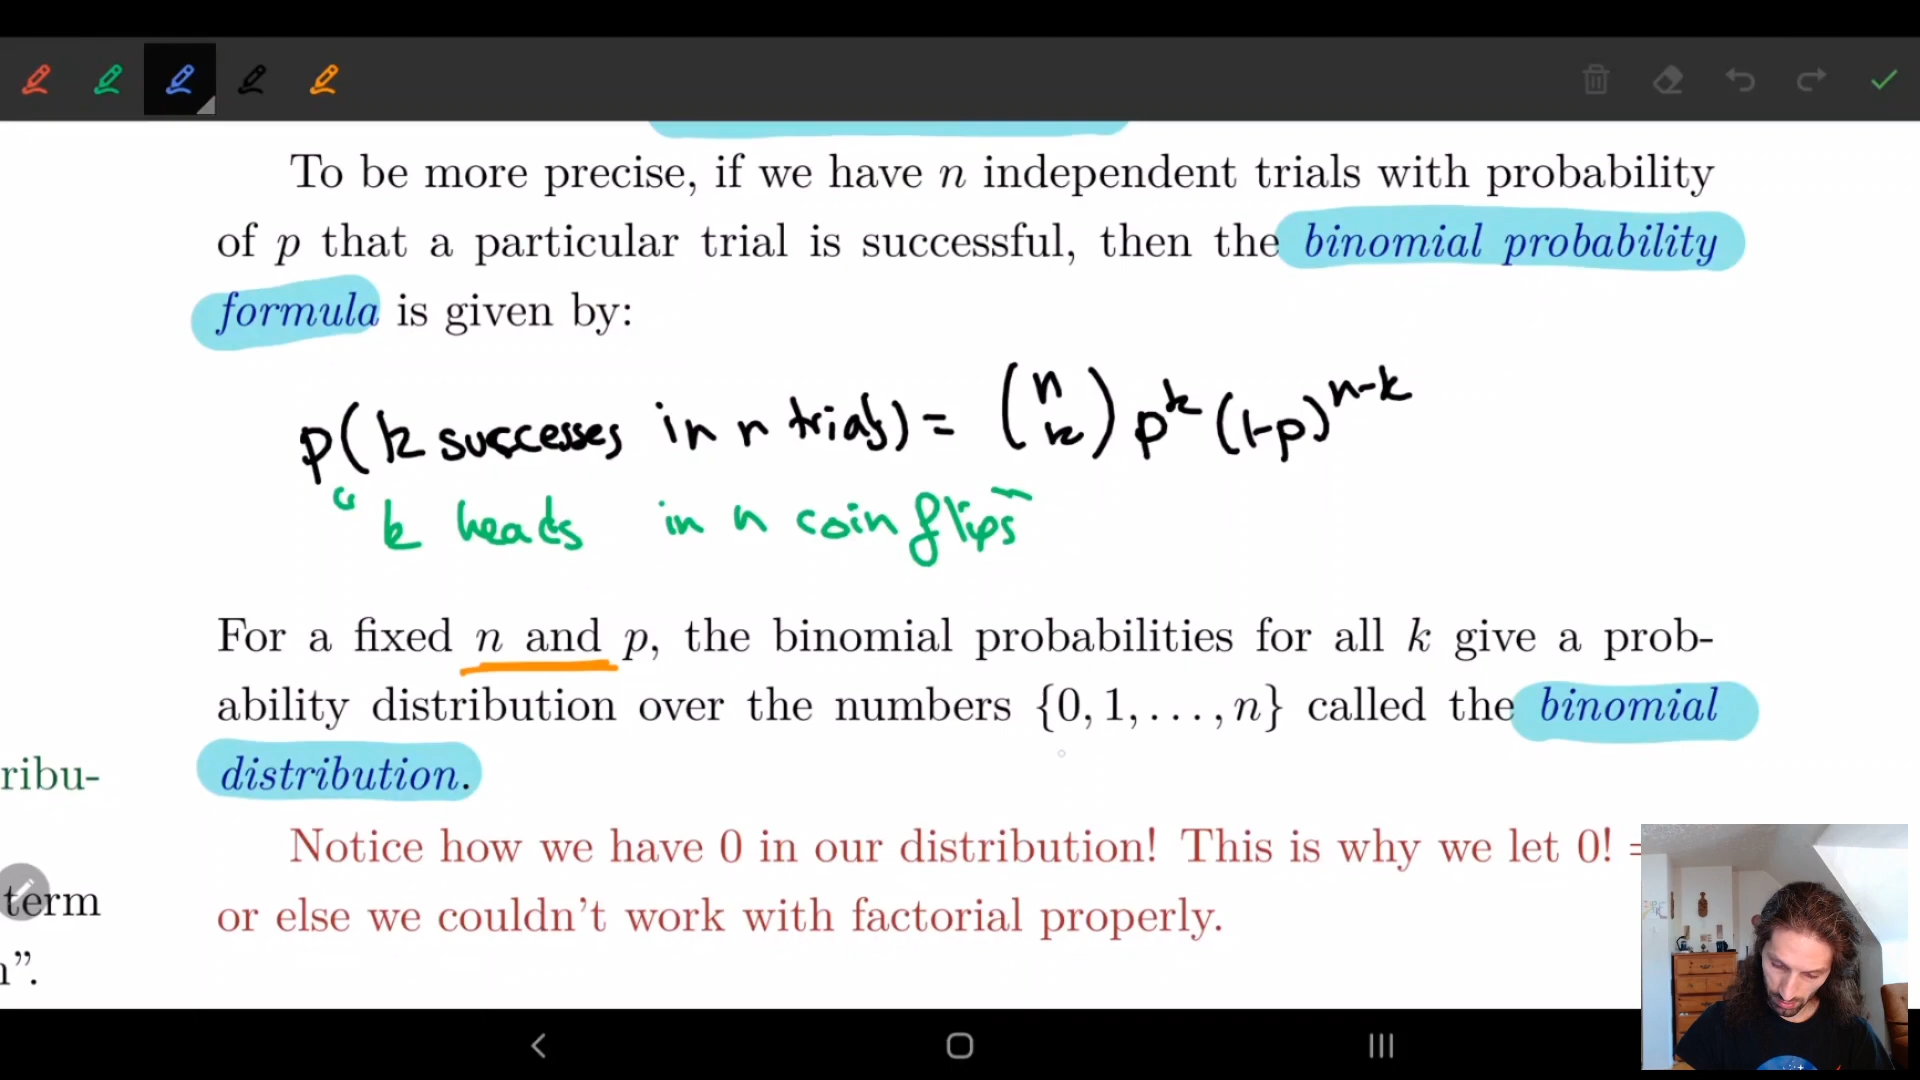 To be more precise, if we have n independent trials with probability
of p that a particular trial is successful, then the binomial probability
formula is given by:
p(k successes in n trials) = (n k) p^k (1-p)^{n-k}
"k heads in n coin flips"
For a fixed n and p, the binomial probabilities for all k give a prob-
ability distribution over the numbers {0, 1, . . . , n} called the binomial
distribution.
ribu-
Notice how we have 0 in our distribution! This is why we let 0! =
term
or else we couldn't work with factorial properly.
".